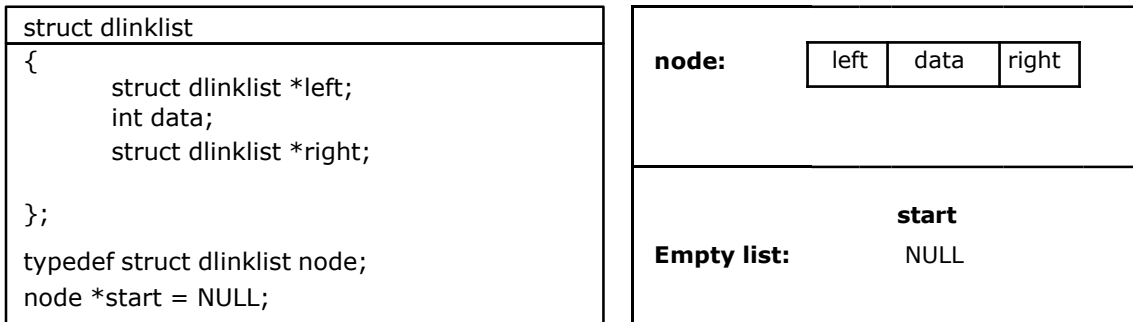 struct dlinklist
{
struct dlinklist *left;
int data;
struct dlinklist *right;
};
typedef struct dlinklist node;
node *start = NULL;
node:
left data right
start
Empty list: NULL